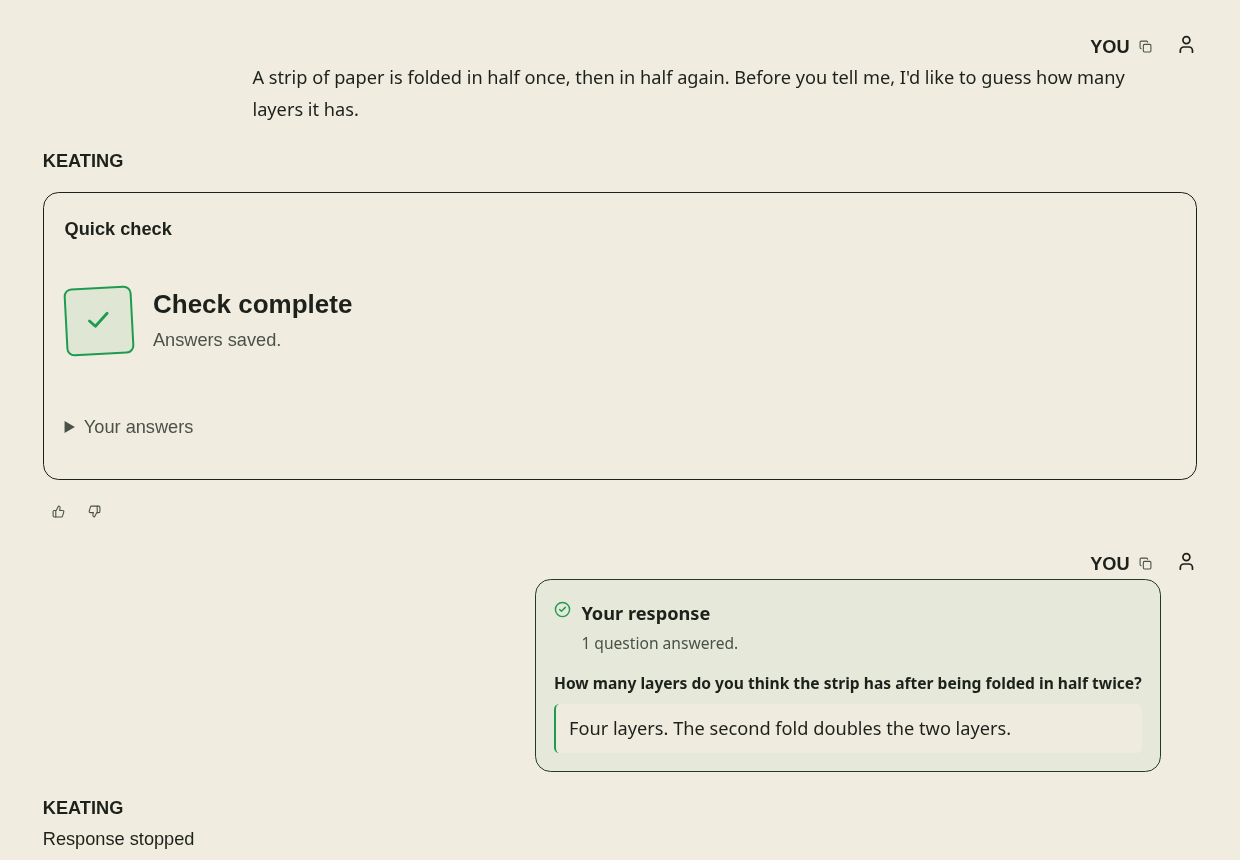 YOU
A strip of paper is folded in half once, then in half again. Before you tell me, I'd like to guess how many
layers it has.
KEATING
Quick check
Check complete
Answers saved.
Your answers
YOU
Your response
1 question answered.
How many layers do you think the strip has after being folded in half twice?
Four layers. The second fold doubles the two layers.
KEATING
Response stopped